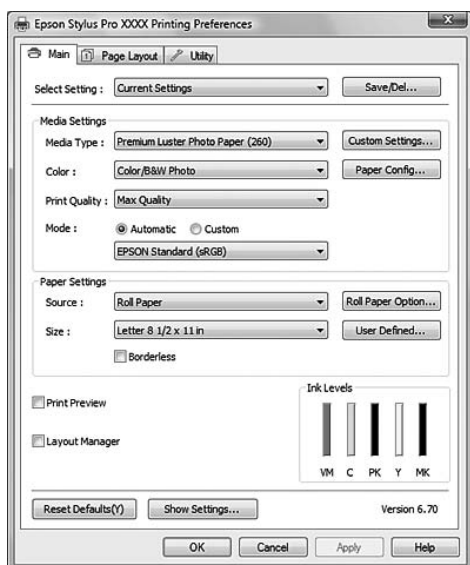 Epson Stylus Pro XXXX Printing Preferences
Main Page Layout Utility
Select Setting : Current Settings Save/Del...
Media Settings
Media Type : Premium Luster Photo Paper (260) Custom Settings...
Color : Color/B&W Photo Paper Config...
Print Quality : Max Quality
Mode : Automatic Custom
EPSON Standard (sRGB)
Paper Settings
Source : Roll Paper Roll Paper Option...
Size : Letter 8 1/2 x 11 in User Defined...
Borderless
Print Preview
Ink Levels
Layout Manager
VM C PK Y MK
Reset Defaults(Y) Show Settings... Version 6.70
OK Cancel Apply Help